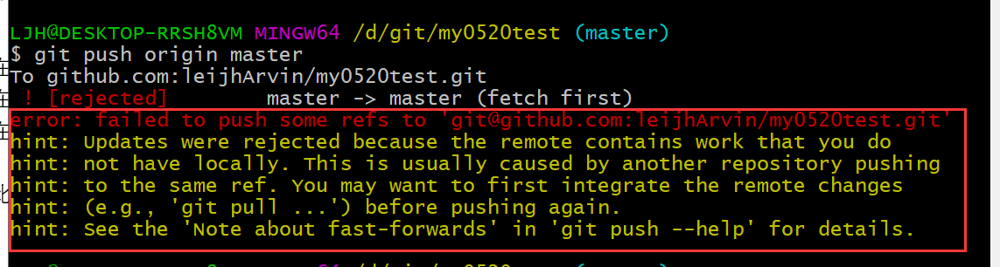 在
在
在
LJH@DESKTOP-RRSH8VM MINGW64 /d/git/my0520test (master)
$ git push origin master
To github.com:leijhArvin/my0520test.git
! [rejected] master -> master (fetch first)
error: failed to push some refs to 'git@github.com:leijhArvin/my0520test.git'
hint: Updates were rejected because the remote contains work that you do
hint: not have locally. This is usually caused by another repository pushing
hint: to the same ref. You may want to first integrate the remote changes
hint: (e.g., 'git pull ...') before pushing again.
hint: See the 'Note about fast-forwards' in 'git push --help' for details.